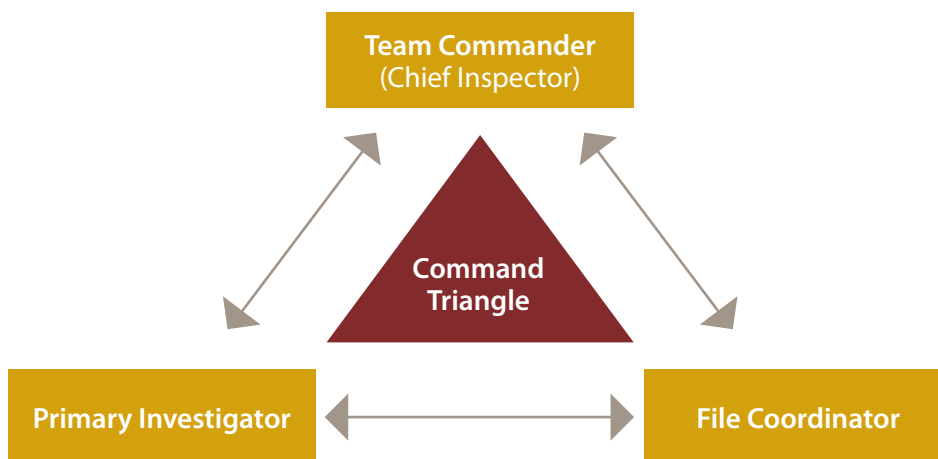 Team Commander
(Chief Inspector)
Command
Triangle
Primary Investigator
File Coordinator